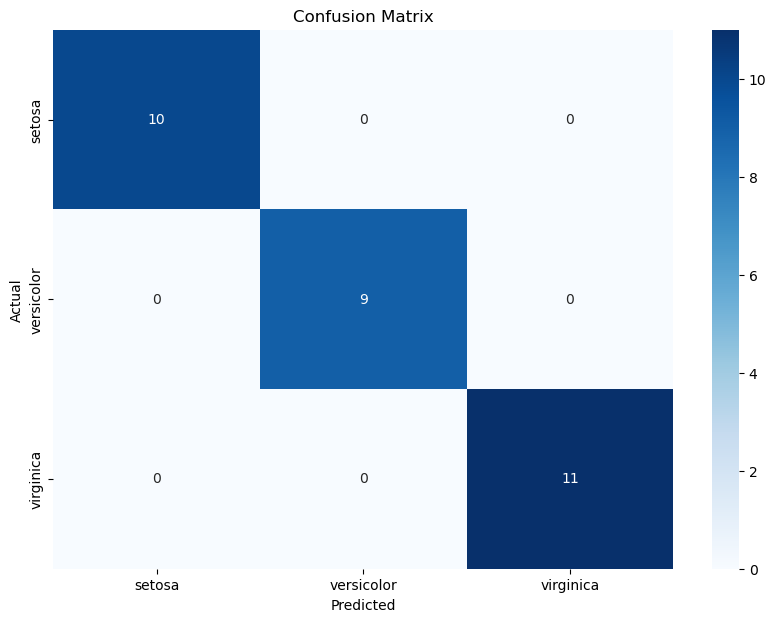 Confusion Matrix
setosa
10
0
0
Actual
versicolor
0
9
0
virginica
0
0
11
setosa
versicolor
virginica
Predicted
10
8
6
4
2
0